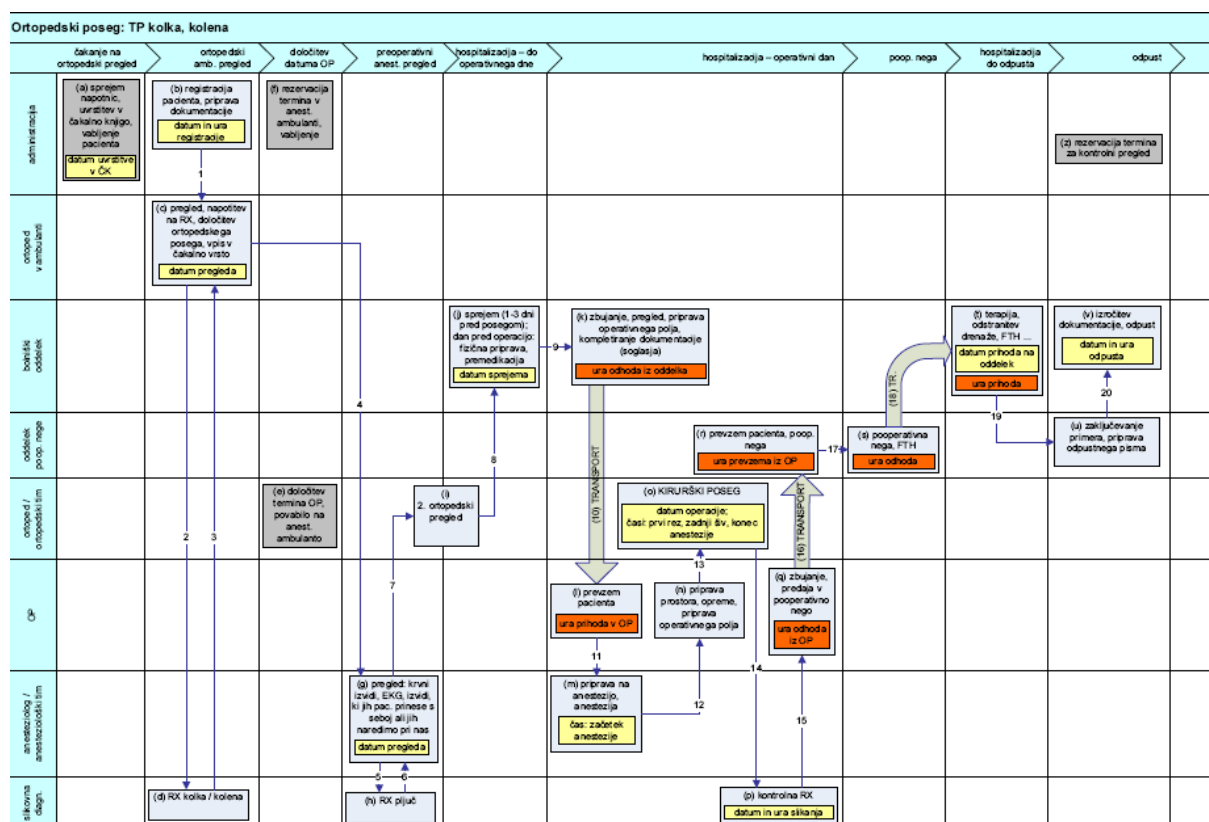 Ortopedski poseg: TP kolka, kolena
čakanje na
ortopedski pregled
ortopedski
amb. pregled
določitev
datuma OP
preoperativni
anest. pregled
hospitalizacija – do
operativnega dne
hospitalizacija – operativni dan
poop. nega
hospitalizacija
do odpusta
odpust
administracija
(a) sprejem
napotnic,
uvrstitev v
čakalno knjigo,
vabljenje
pacienta
datum uvrstitve
v ČK
(b) registracija
pacienta, priprava
dokumentacije
datum in ura
registracije
(f) rezervacija
termina v
anest.
ambulanti,
vabljenje
(z) rezervacija termina
za kontrolni pregled
1
ortoped
v ambulanti
(c) pregled, napotitev
na RX, določitev
ortopedskega
posega, vpis v
čakalno vrsto
datum pregleda
bolniški
oddelek
(j) sprejem (1-3 dni
pred posegom);
dan pred operacijo:
fizična priprava,
premedikacija
datum sprejema
9
(k) zbujanje, pregled, priprava
operativnega polja,
kompletiranje dokumentacije
(soglasja)
ura odhoda iz oddelka
(18) TR.
(t) terapija,
odstranitev
drenaže, FTH ...
datum prihoda na
oddelek
ura prihoda
(v) izročitev
dokumentacije, odpust
datum in ura
odpusta
4
19
20
oddelek
poop. nege
8
(10) TRANSPORT
(r) prevzem pacienta, poop.
nega
ura prevzema iz OP
17
(s) pooperativna
nega, FTH
ura odhoda
(u) zaključevanje
primera, priprava
odpustnega pisma
ortoped /
ortopedski tim
2
3
(e) določitev
termina OP,
povabilo na
anest.
ambulanto
(i)
2. ortopedski
pregled
(o) KIRURŠKI POSEG
datum operacije;
časi: prvi rez, zadnji šiv, konec
anestezije
(16) TRANSPORT
OP
7
13
(l) prevzem
pacienta
ura prihoda v OP
(n) priprava
prostora, opreme,
priprava
operativnega polja
(q) zbujanje,
predaja v
pooperativno
nego
ura odhoda
iz OP
11
14
anesteziolog /
anesteziološki tim
(g) pregled: krvni
izvidi, EKG, izvidi,
ki jih pac. prinese s
seboj ali jih
naredimo pri nas
datum pregleda
(m) priprava na
anestezijo,
anestezija
čas: začetek
anestezije
12
15
5
6
slikovna
diagn.
(d) RX kolka / kolena
(h) RX pljuč
(p) kontrolna RX
datum in ura slikanja